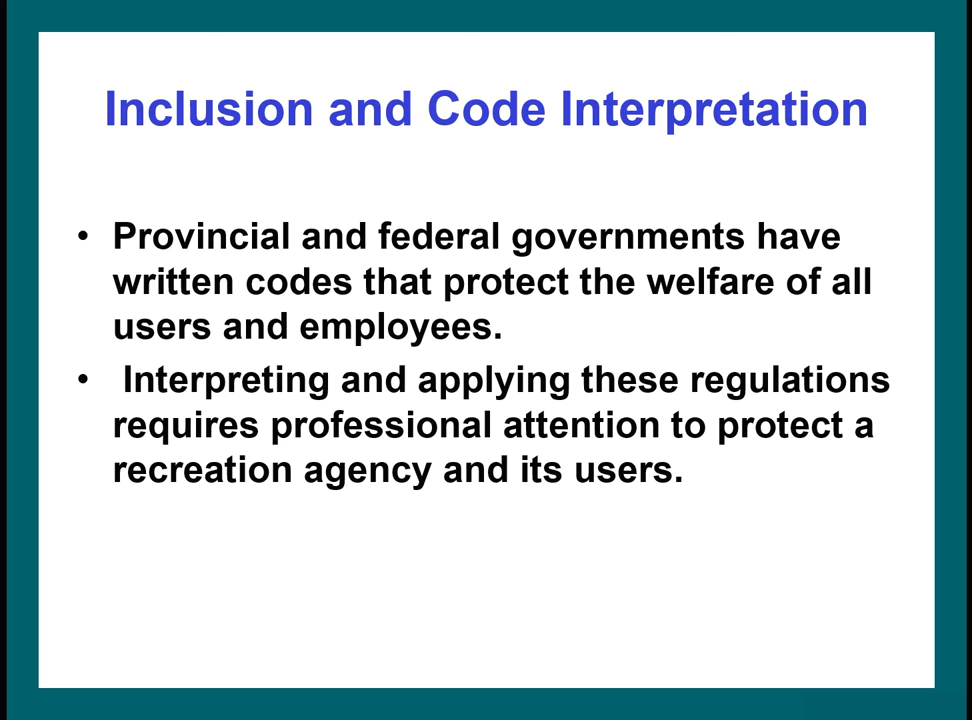 Inclusion and Code Interpretation
• Provincial and federal governments have
written codes that protect the welfare of all
users and employees.
• Interpreting and applying these regulations
requires professional attention to protect a
recreation agency and its users.